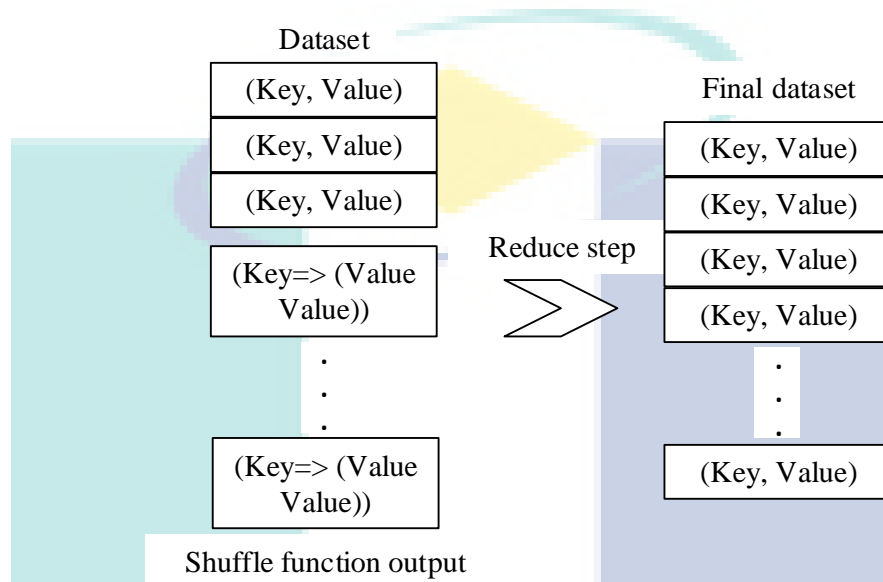 Dataset
(Key, Value)
(Key, Value)
(Key, Value)
(Key=> (Value
Value))
.
.
.
(Key=> (Value
Value))
Shuffle function output
Reduce step
Final dataset
(Key, Value)
(Key, Value)
(Key, Value)
(Key, Value)
.
.
.
(Key, Value)